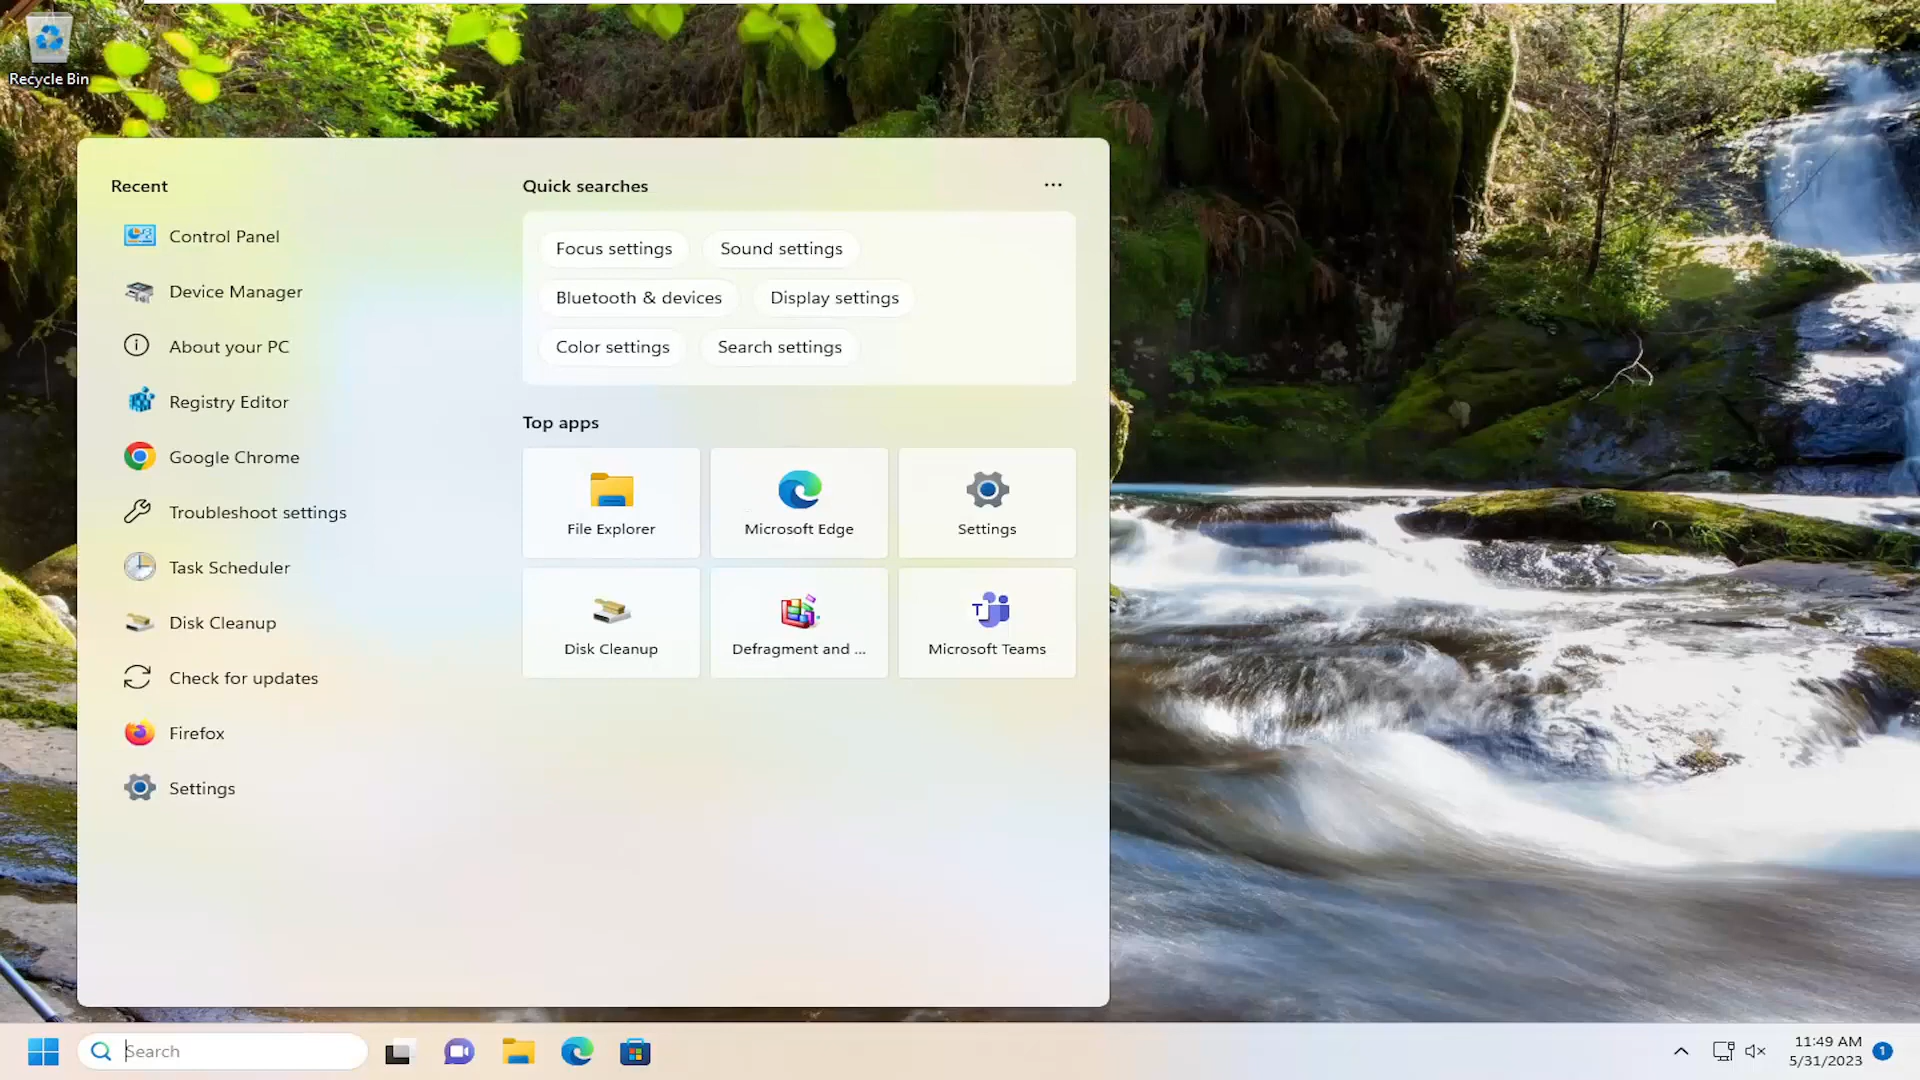 Recycle Bin
Recent
Control Panel
Device Manager
About your PC
Registry Editor
Google Chrome
Troubleshoot settings
Task Scheduler
Disk Cleanup
Check for updates
Firefox
Settings
Quick searches
Focus settings
Sound settings
Bluetooth & devices
Display settings
Color settings
Search settings
Top apps
File Explorer
Microsoft Edge
Settings
Disk Cleanup
Defragment and ...
Microsoft Teams
Search
11:49 AM
5/31/2023
1